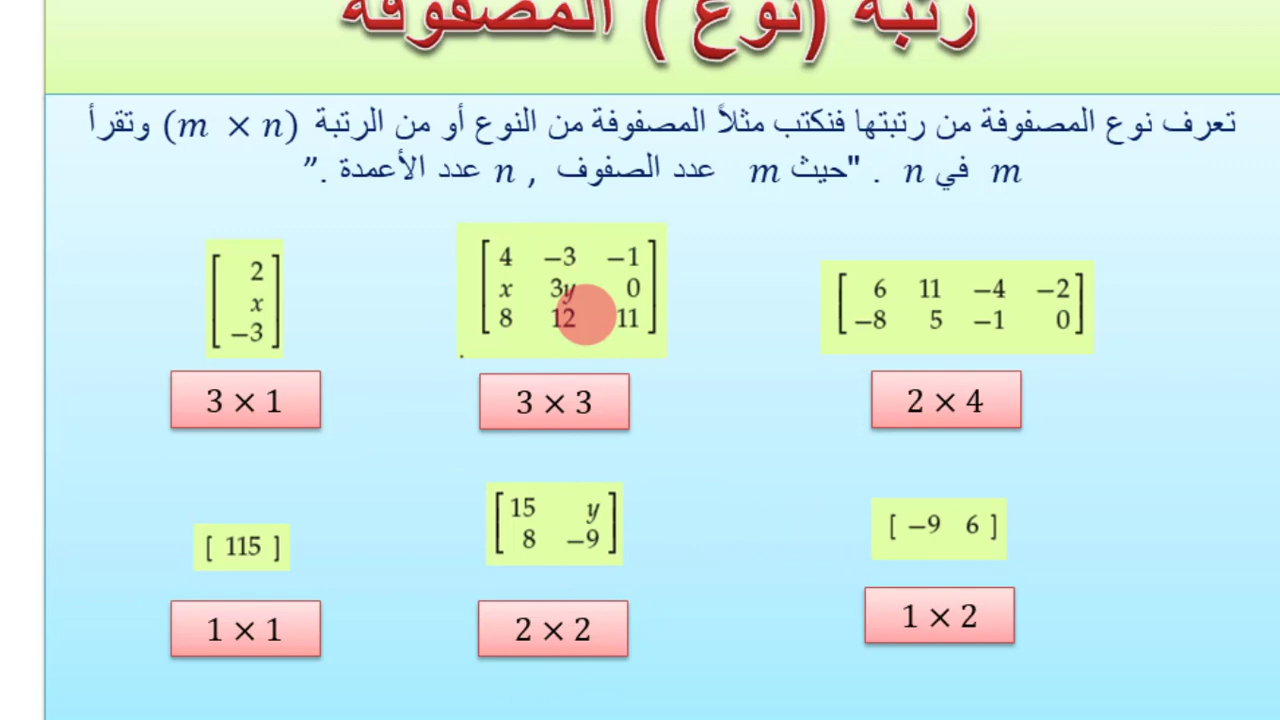 رتبة (نوع ) المصفوفة
تعرف نوع المصفوفة من رتبتها فنكتب مثلاً المصفوفة من النوع أو من الرتبة (m × n) وتقرأ
m في n . "حيث m عدد الصفوف , n عدد الأعمدة ."
6 11 −4 −2
−8 5 −1 0
2 × 4
4 −3 −1
x 3y 0
8 12 11
3 × 3
2
x
−3
3 × 1
[ −9 6 ]
1 × 2
15 y
8 −9
2 × 2
[ 115 ]
1 × 1